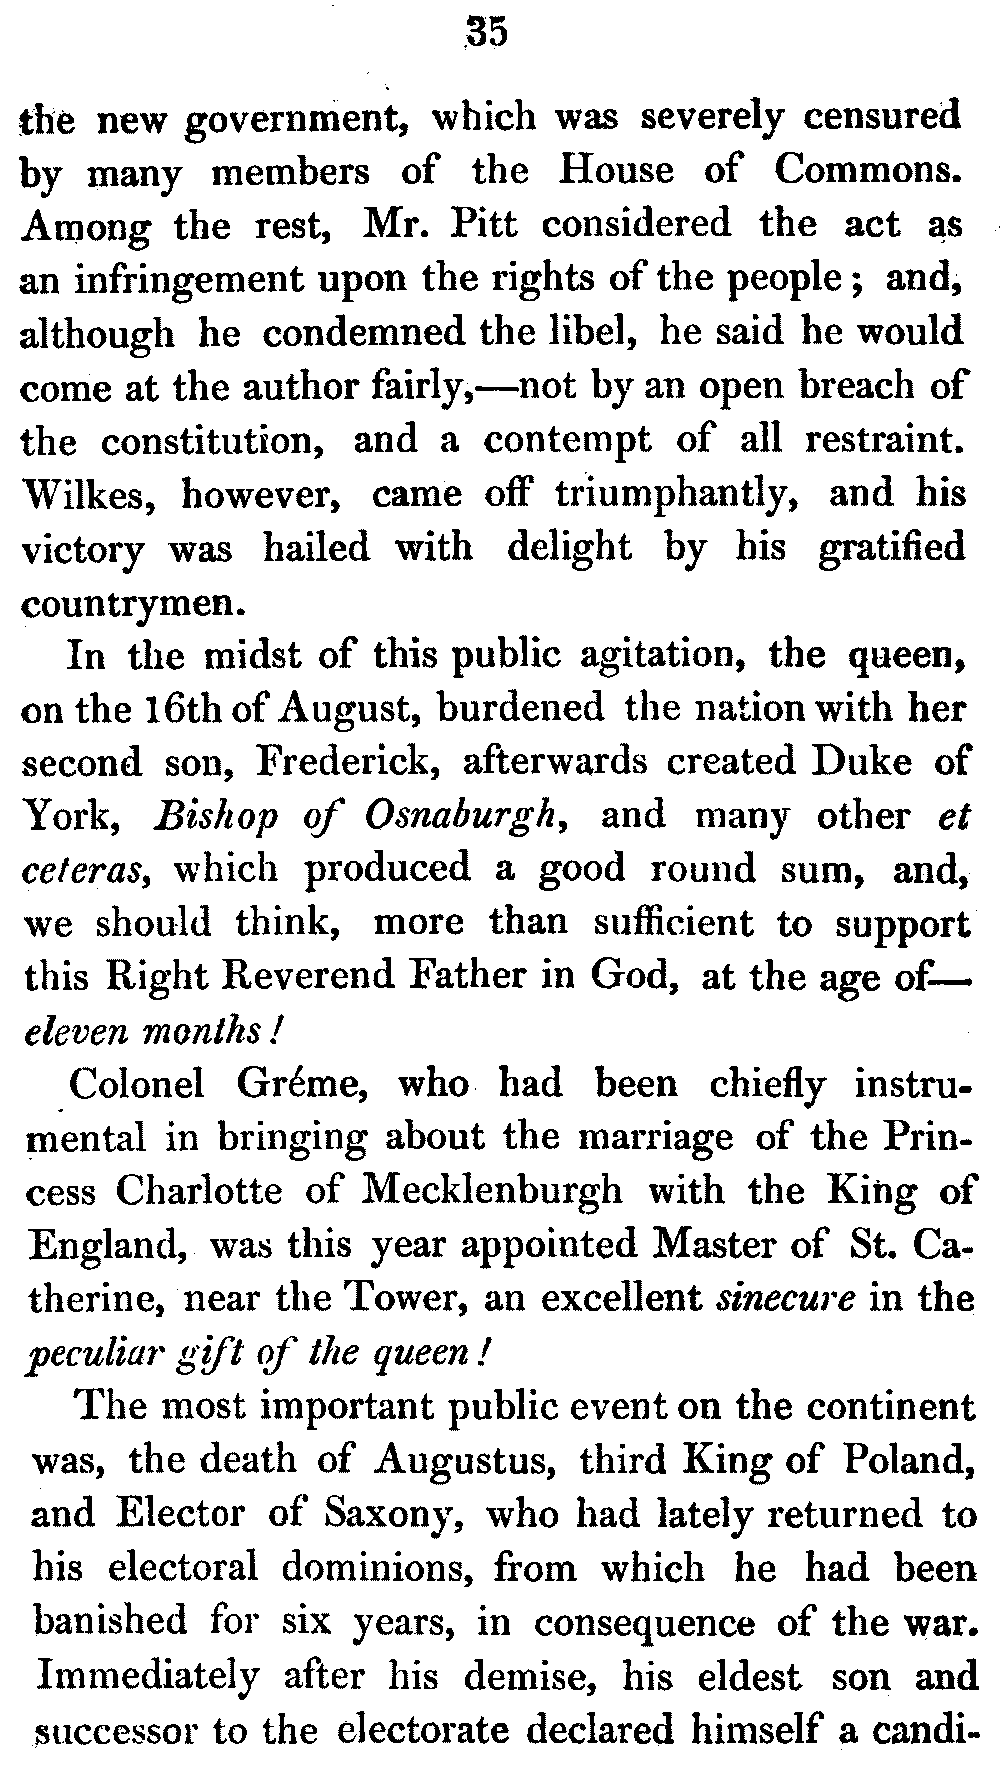 35
the new government, which was severely censured
by many members of the House of Commons.
Among the rest, Mr. Pitt considered the act as
an infringement upon the rights of the people; and,
although he condemned the libel, he said he would
come at the author fairly,—not by an open breach of
the constitution, and a contempt of all restraint.
Wilkes, however, came off triumphantly, and his
victory was hailed with delight by his gratified
countrymen.
In the midst of this public agitation, the queen,
on the 16th of August, burdened the nation with her
second son, Frederick, afterwards created Duke of
York, Bishop of Osnaburgh, and many other et
ceteras, which produced a good round sum, and,
we should think, more than sufficient to support
this Right Reverend Father in God, at the age of—
eleven months!
Colonel Gréme, who had been chiefly instru-
mental in bringing about the marriage of the Prin-
cess Charlotte of Mecklenburgh with the King of
England, was this year appointed Master of St. Ca-
therine, near the Tower, an excellent sinecure in the
peculiar gift of the queen!
The most important public event on the continent
was, the death of Augustus, third King of Poland,
and Elector of Saxony, who had lately returned to
his electoral dominions, from which he had been
banished for six years, in consequence of the war.
Immediately after his demise, his eldest son and
successor to the electorate declared himself a candi-